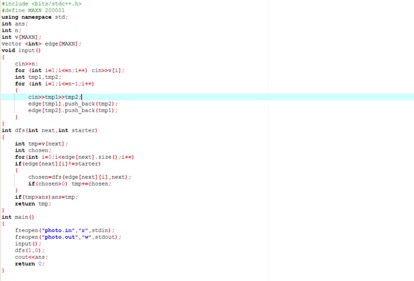 #include <bits/stdc++.h>
#define MAXN 200001
using namespace std;
int ans;
int n;
int v[MAXN];
vector <int> edge[MAXN];
void input()
{
cin>>n;
for (int i=1;i<=n;i++) cin>>v[i];
int tmp1,tmp2;
for (int i=1;i<=n-1;i++)
{
cin>>tmp1>>tmp2;
edge[tmp1].push_back(tmp2);
edge[tmp2].push_back(tmp1);
}
}
int dfs(int next,int starter)
{
int tmp=v[next];
int chosen;
for(int i=0;i<edge[next].size();i++)
if(edge[next][i]!=starter)
{
chosen=dfs(edge[next][i],next);
if(chosen>0) tmp+=chosen;
}
if(tmp>ans)ans=tmp;
return tmp;
}
int main()
{
freopen("photo.in","r",stdin);
freopen("photo.out","w",stdout);
input();
dfs(1,0);
cout<<ans;
return 0;
}